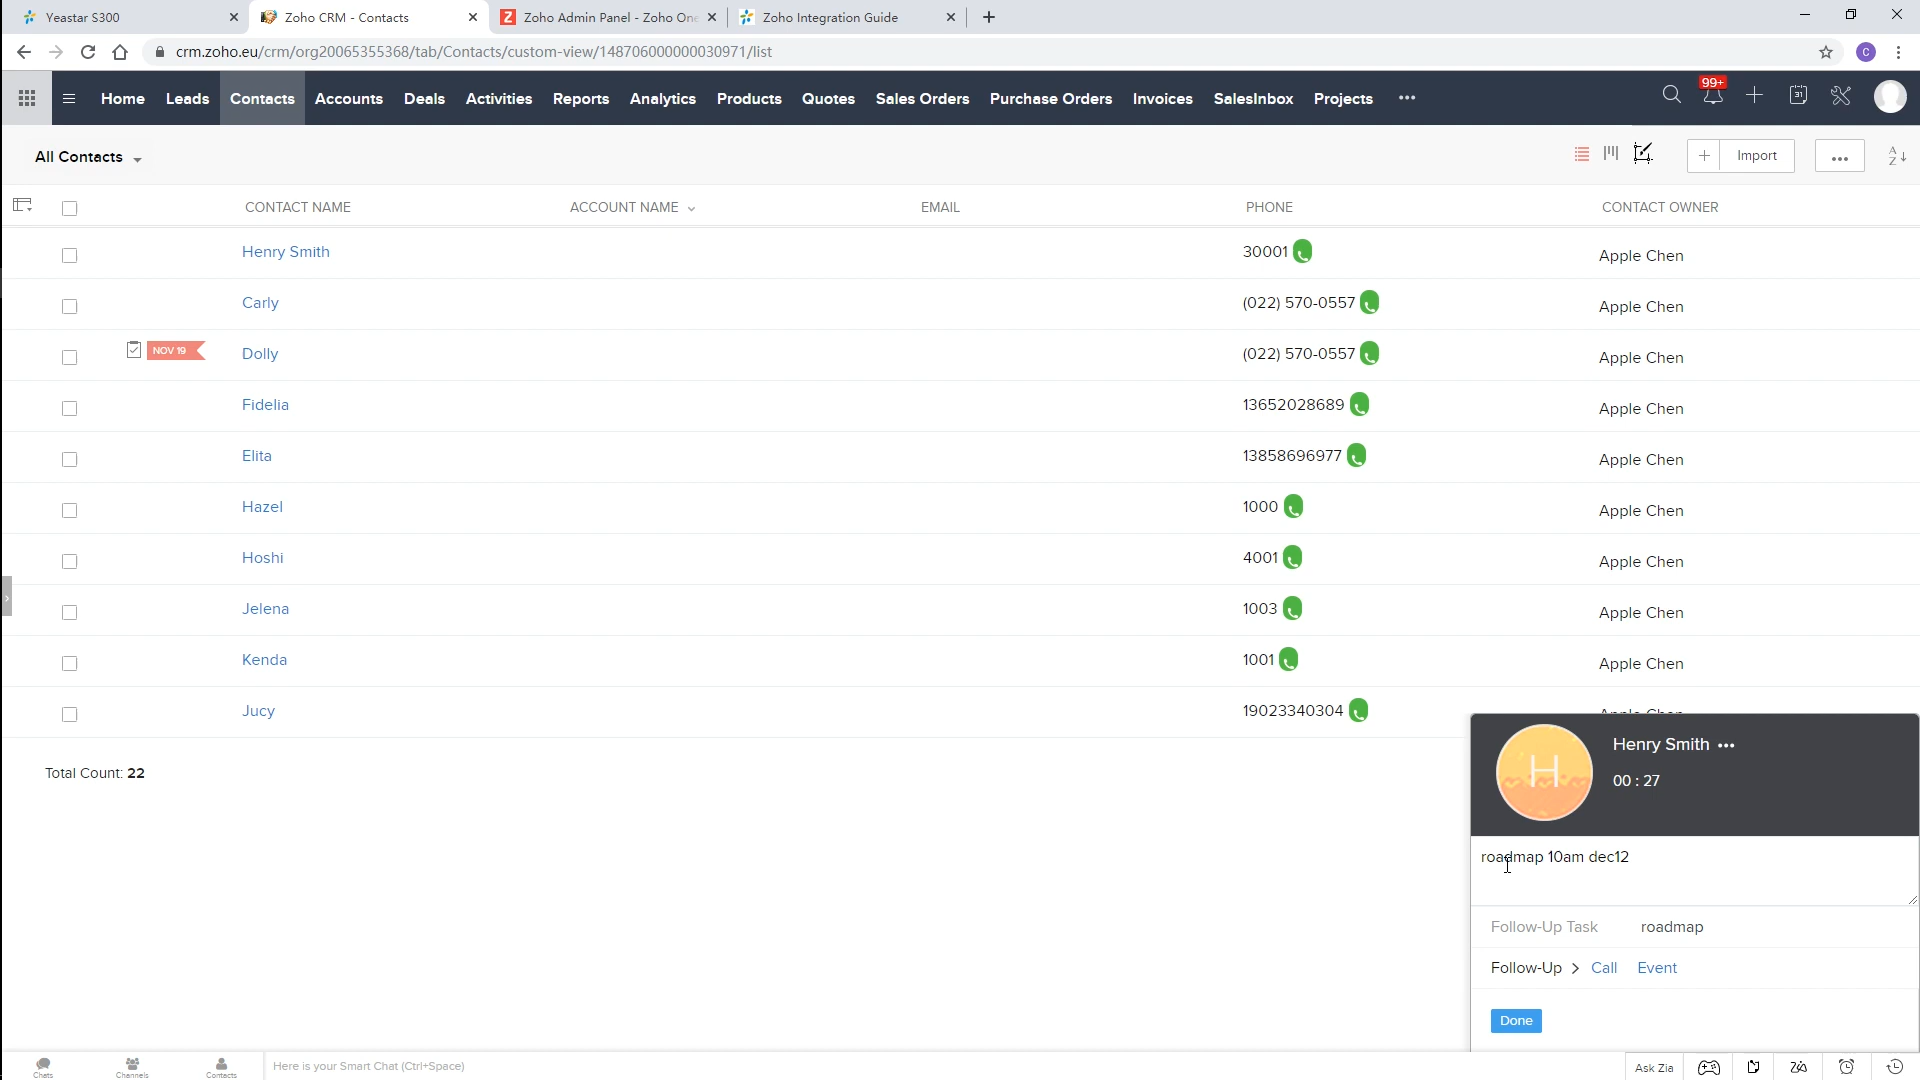 Yeastar S300
Zoho CRM - Contacts
Zoho Admin Panel - Zoho One
Zoho Integration Guide
crm.zoho.eu/crm/org20065355368/tab/Contacts/custom-view/148706000000030971/list
C
Home Leads Contacts Accounts Deals Activities Reports Analytics Products Quotes Sales Orders Purchase Orders Invoices SalesInbox Projects
99+
31
All Contacts
Import
A
Z
CONTACT NAME ACCOUNT NAME EMAIL PHONE CONTACT OWNER
Henry Smith 30001 Apple Chen
Carly (022) 570-0557 Apple Chen
NOV 19 Dolly (022) 570-0557 Apple Chen
Fidelia 13652028689 Apple Chen
Elita 13858696977 Apple Chen
Hazel 1000 Apple Chen
Hoshi 4001 Apple Chen
Jelena 1003 Apple Chen
Kenda 1001 Apple Chen
Jucy 19023340304
Total Count: 22
H
Henry Smith
00 : 27
roadmap 10am dec12
Follow-Up Task roadmap
Follow-Up > Call Event
Done
Chats Channels Contacts
Here is your Smart Chat (Ctrl+Space)
Ask Zia